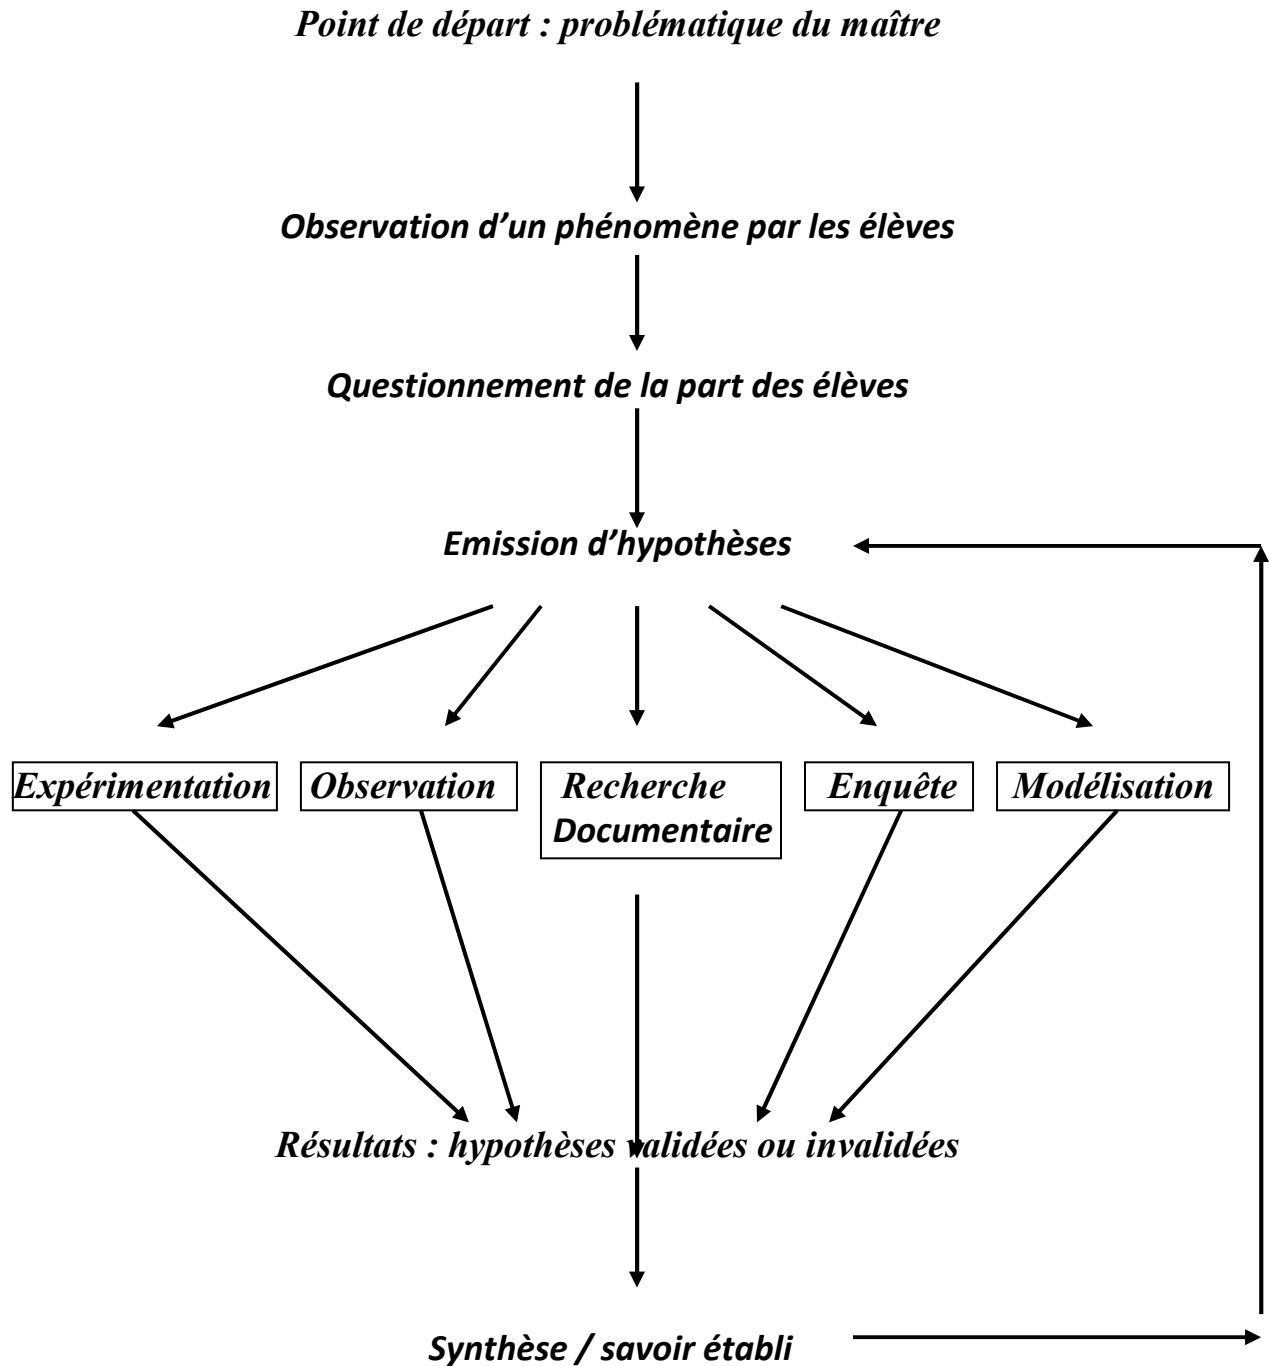 Point de départ : problématique du maître
Observation d’un phénomène par les élèves
Questionnement de la part des élèves
Emission d’hypothèses
Expérimentation
Observation
Recherche
Documentaire
Enquête
Modélisation
Résultats : hypothèses validées ou invalidées
Synthèse / savoir établi